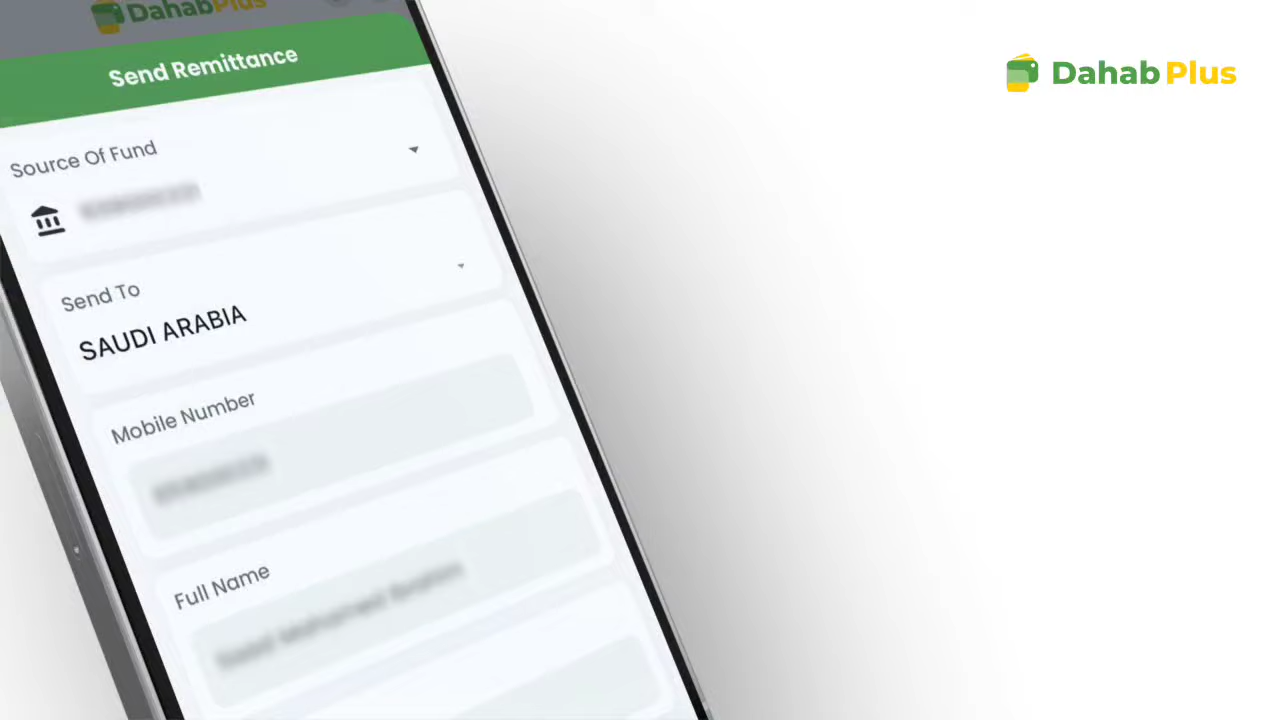 DahabPlus
Send Remittance
Source Of Fund
Send To
SAUDI ARABIA
Mobile Number
Full Name
Dahab Plus